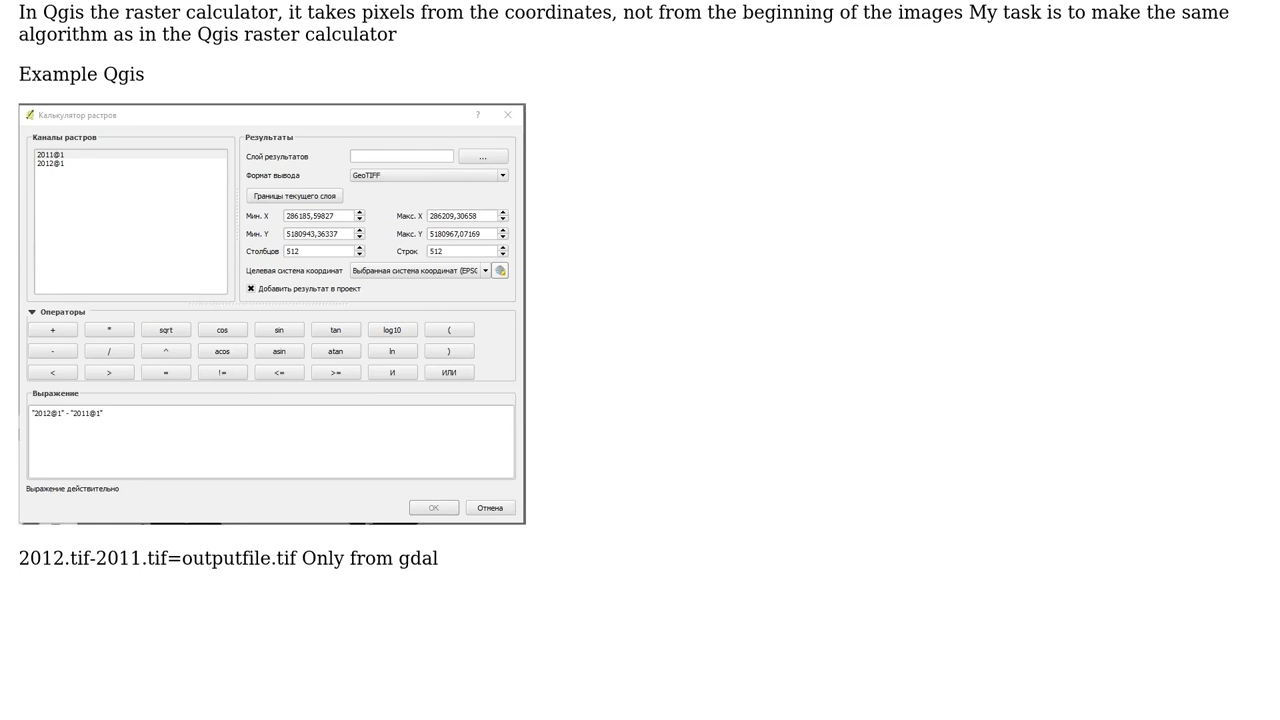 In Qgis the raster calculator, it takes pixels from the coordinates, not from the beginning of the images My task is to make the same
algorithm as in the Qgis raster calculator
Example Qgis
Калькулятор растров
?
Каналы растров
2011@1
2012@1
Результаты
Слой результатов
...
Формат вывода GeoTIFF
Границы текущего слоя
Мин. X 286185,59827 Макс. X 286209,30658
Мин. Y 5180943,36337 Макс. Y 5180967,07169
Столбцов 512 Строк 512
Целевая система координат Выбранная система координат (EPSG
Добавить результат в проект
Операторы
+ * sqrt cos sin tan log10 (
- / ^ acos asin atan ln )
< > = != <= >= И ИЛИ
Выражение
"2012@1" - "2011@1"
Выражение действительно
OK Отмена
2012.tif-2011.tif=outputfile.tif Only from gdal